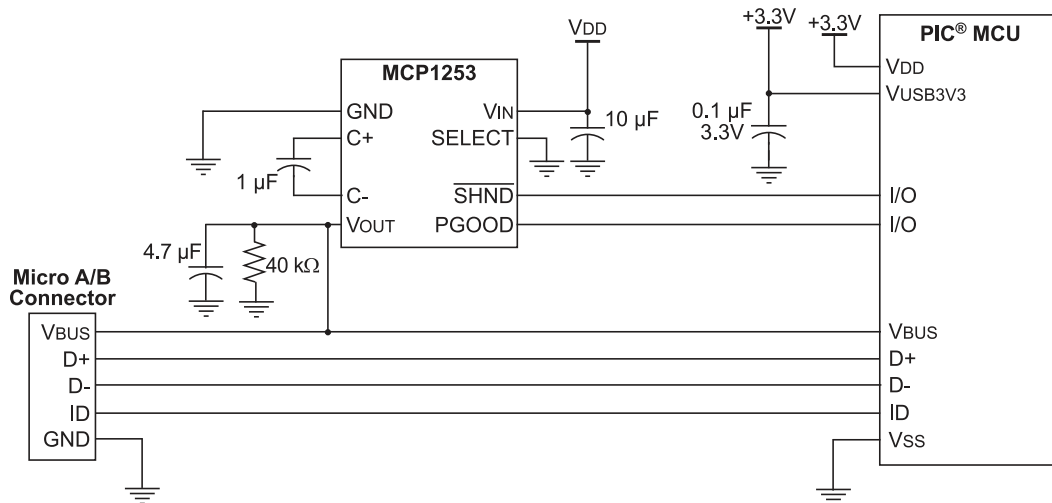 +3.3V
+3.3V
VDD
PIC® MCU
MCP1253
VDD
VUSB3V3
GND
VIN
10 µF
0.1 µF
3.3V
C+
SELECT
1 µF
C-
SHND
I/O
VOUT
PGOOD
I/O
4.7 µF
40 kΩ
Micro A/B
Connector
VBUS
VBUS
D+
D+
D-
D-
ID
ID
GND
VSS